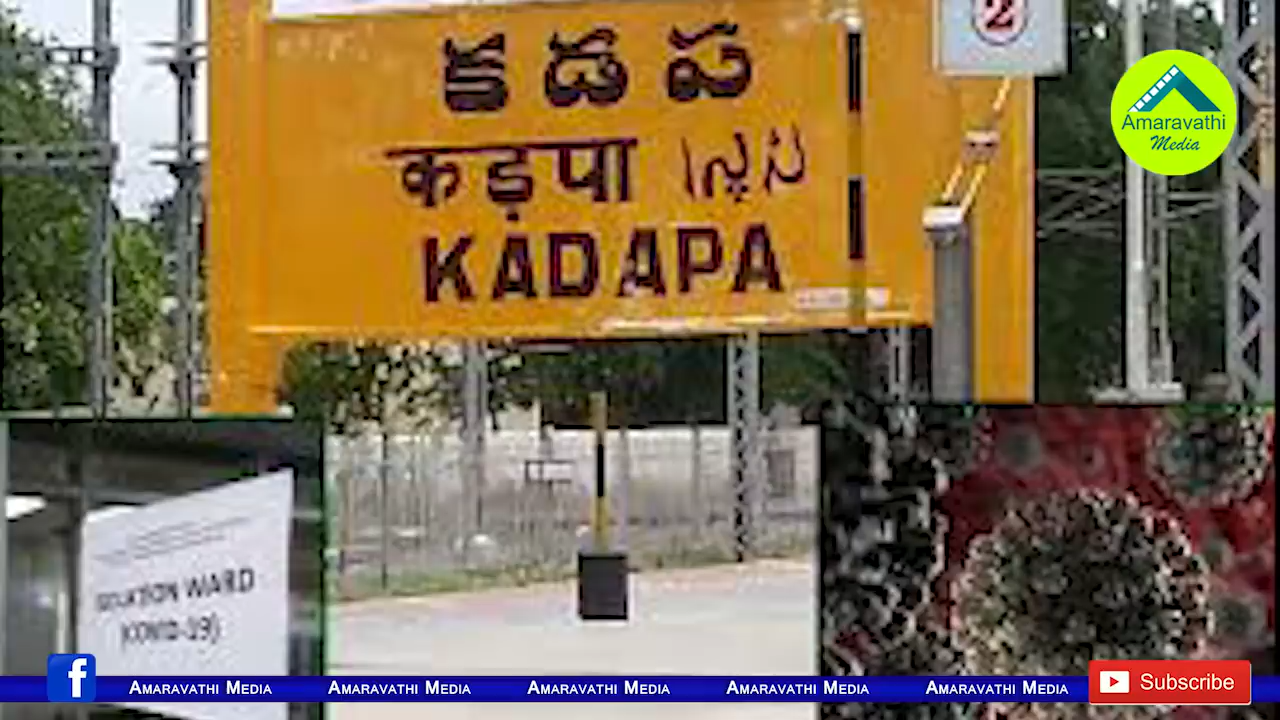 2
కడప
कड़पा
KADAPA
Amaravathi
Media
ISOLATION WARD
(COVID-19)
f
AMARAVATHI MEDIA AMARAVATHI MEDIA AMARAVATHI MEDIA AMARAVATHI MEDIA AMARAVATHI MEDIA
Subscribe